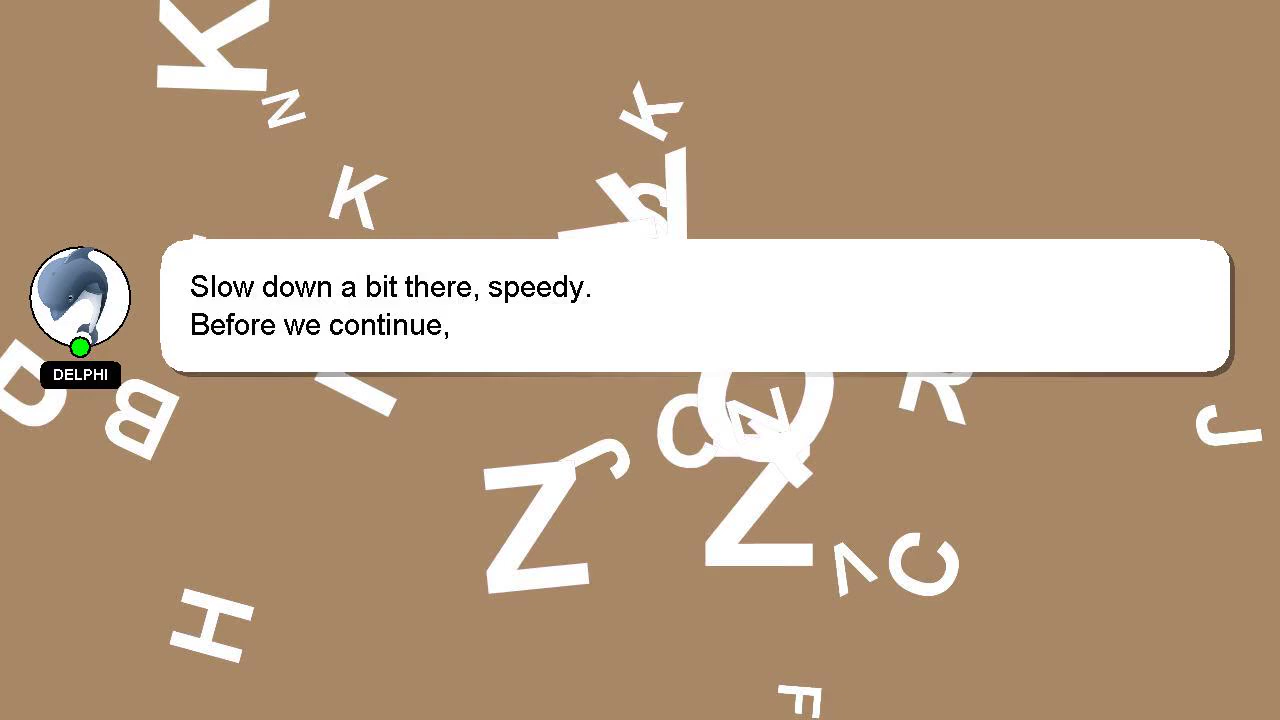 K
N
K
K
S
Slow down a bit there, speedy.
Before we continue,
DELPHI
B
R
J
C
N
Q
J
Z
Z
V
C
H
F